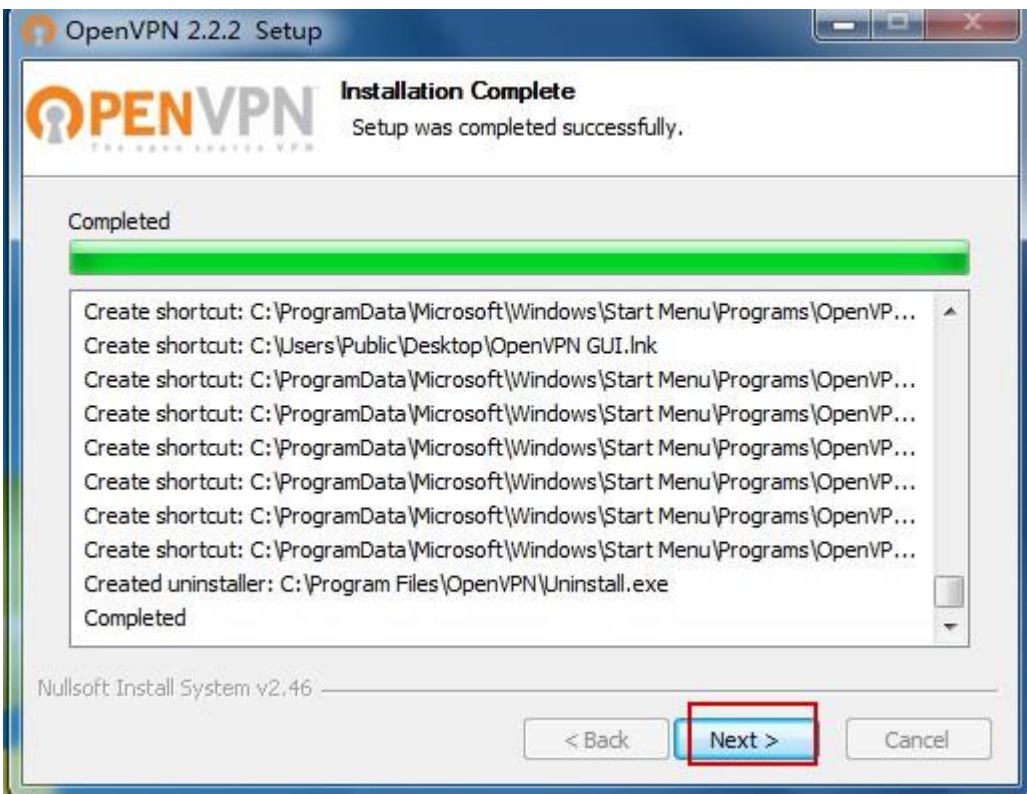 OpenVPN 2.2.2 Setup
OPENVPN
The open source VPN
Installation Complete
Setup was completed successfully.
Completed
Create shortcut: C:\ProgramData\Microsoft\Windows\Start Menu\Programs\OpenVP...
Create shortcut: C:\Users\Public\Desktop\OpenVPN GUI.lnk
Create shortcut: C:\ProgramData\Microsoft\Windows\Start Menu\Programs\OpenVP...
Create shortcut: C:\ProgramData\Microsoft\Windows\Start Menu\Programs\OpenVP...
Create shortcut: C:\ProgramData\Microsoft\Windows\Start Menu\Programs\OpenVP...
Create shortcut: C:\ProgramData\Microsoft\Windows\Start Menu\Programs\OpenVP...
Create shortcut: C:\ProgramData\Microsoft\Windows\Start Menu\Programs\OpenVP...
Create shortcut: C:\ProgramData\Microsoft\Windows\Start Menu\Programs\OpenVP...
Created uninstaller: C:\Program Files\OpenVPN\Uninstall.exe
Completed
Nullsoft Install System v2.46
< Back Next > Cancel